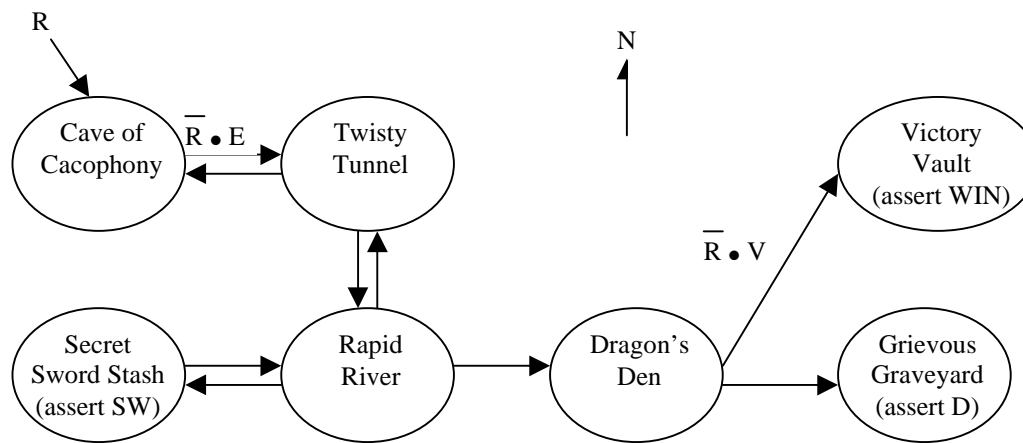 R
N
Cave of
Cacophony
R̅ • E
Twisty
Tunnel
Victory
Vault
(assert WIN)
R̅ • V
Secret
Sword Stash
(assert SW)
Rapid
River
Dragon's
Den
Grievous
Graveyard
(assert D)